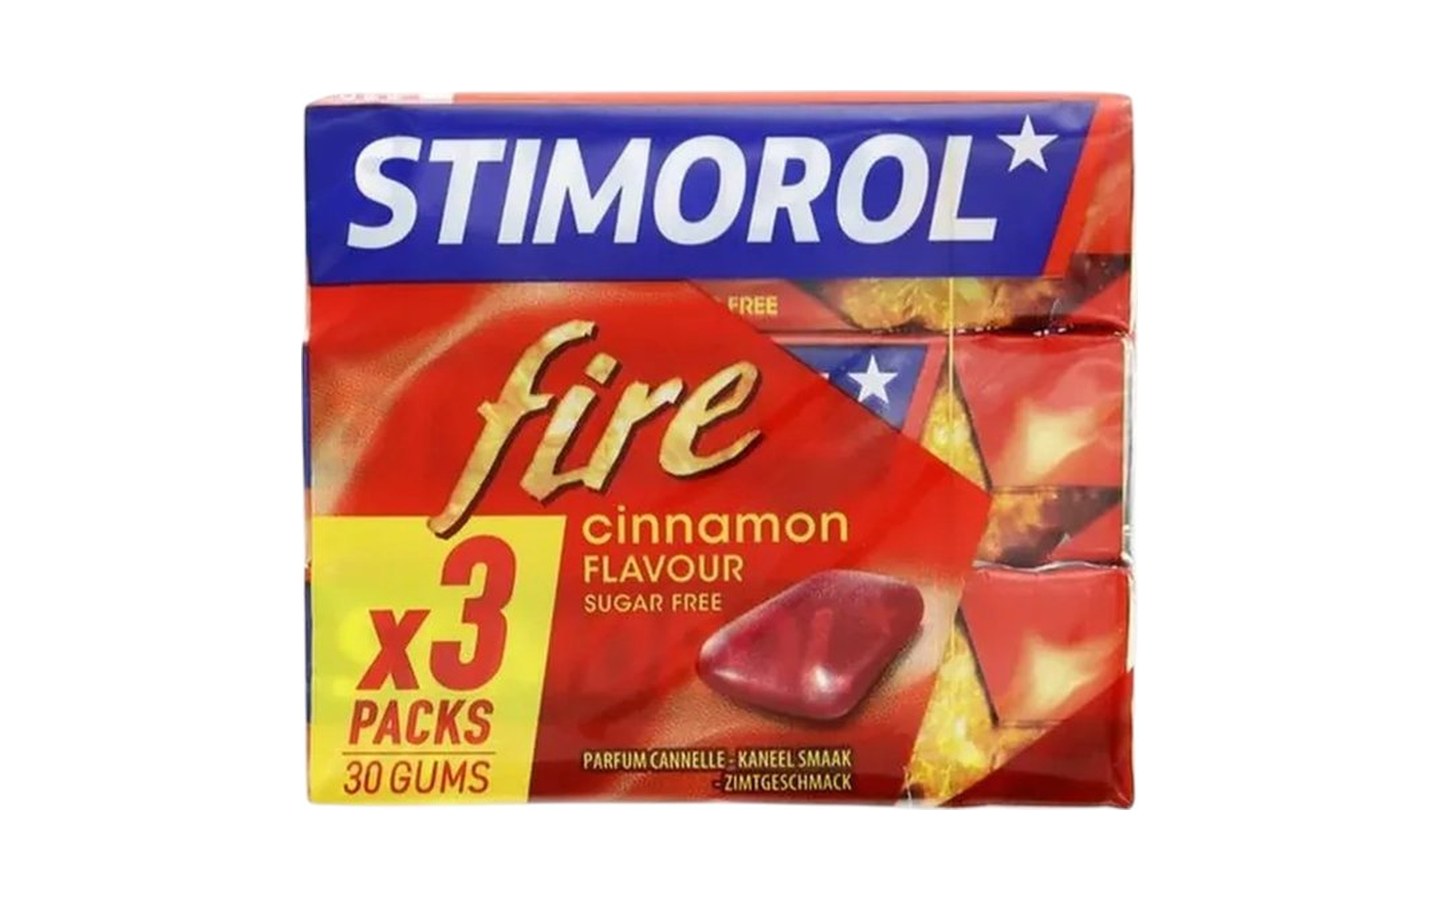 STIMOROL
FREE
fire
cinnamon
FLAVOUR
SUGAR FREE
x3
PACKS
30 GUMS
PARFUM CANNELLE - KANEEL SMAAK
- ZIMTGESCHMACK